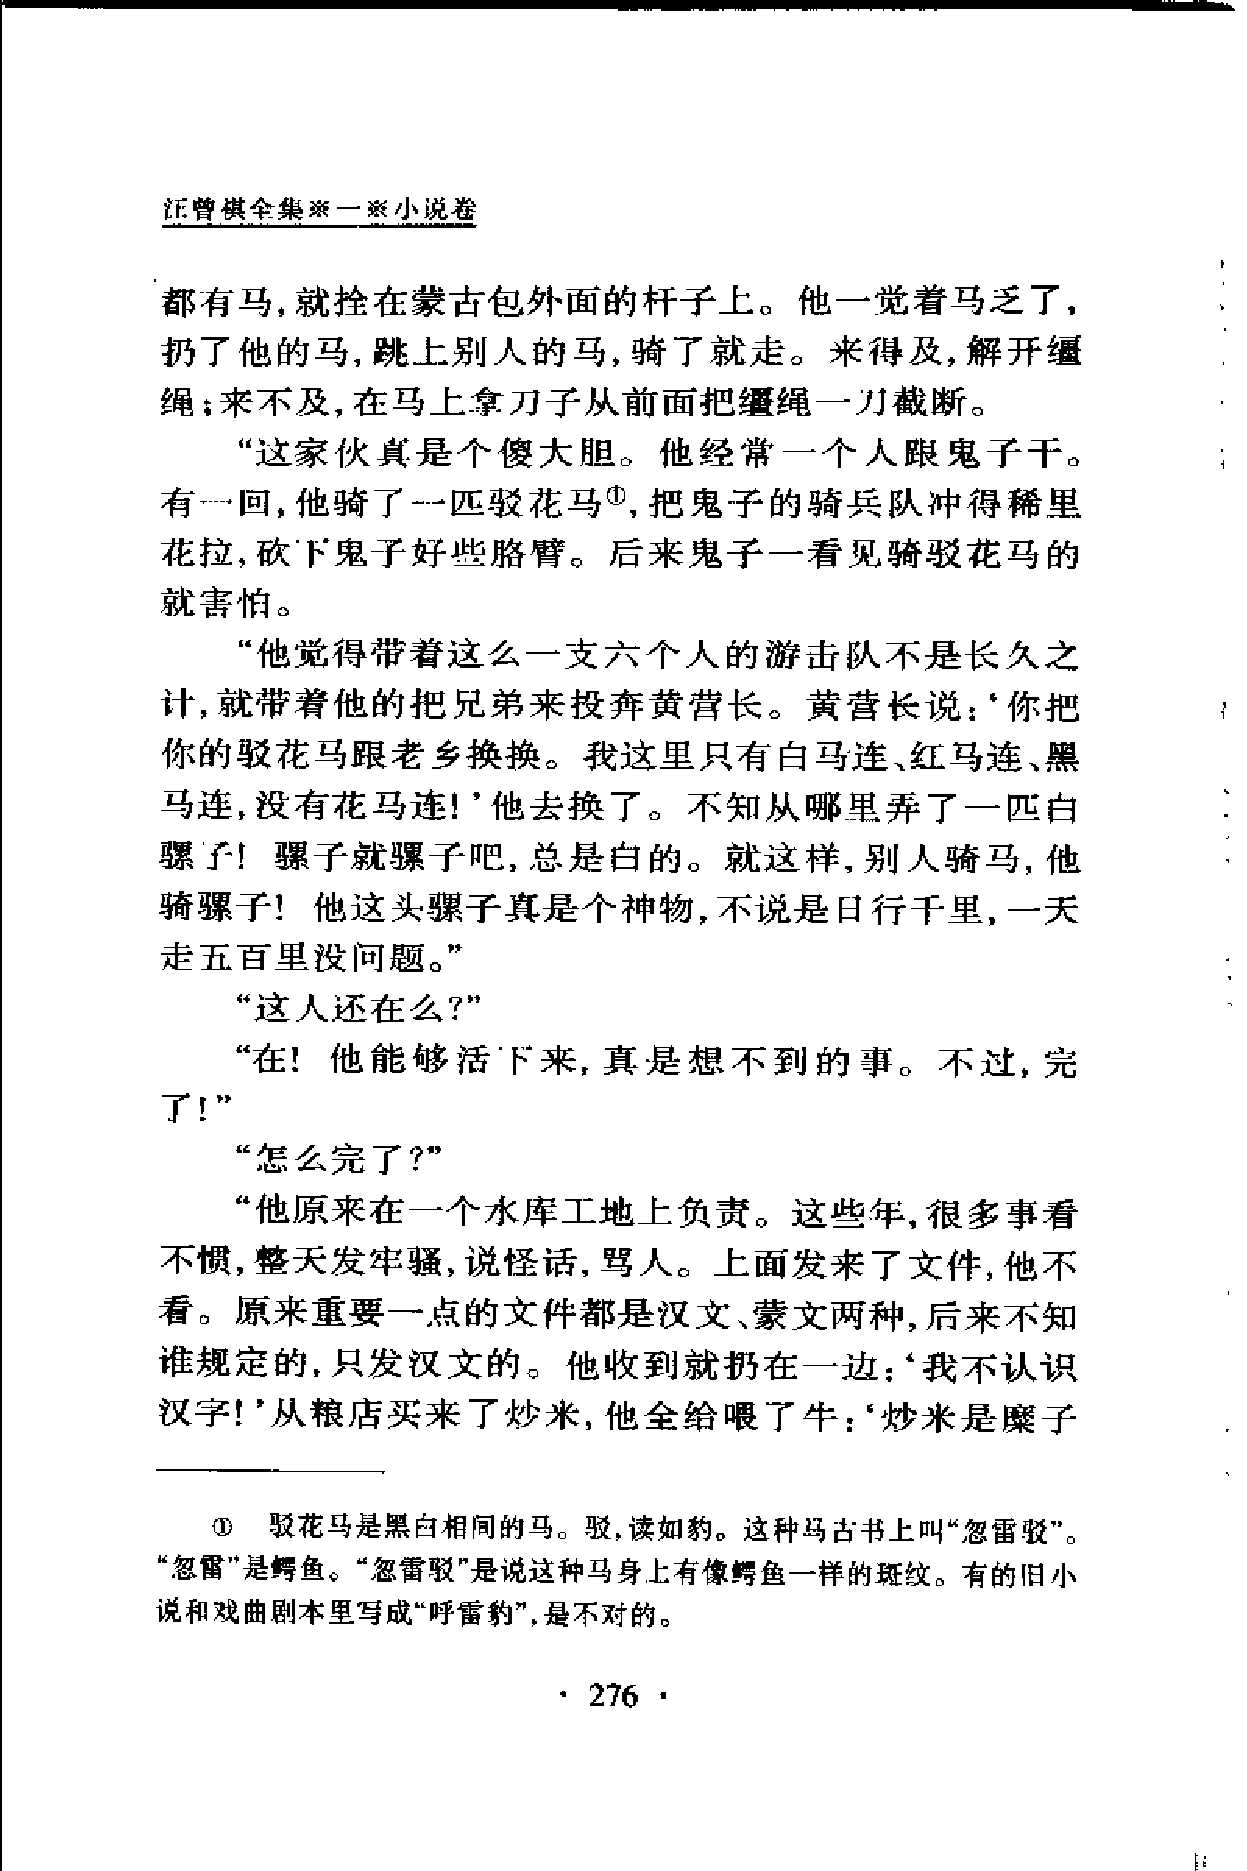 汪曾祺全集※一※小说卷
都有马,就拴在蒙古包外面的杆子上。他一觉着马乏了,
扔了他的马,跳上别人的马,骑了就走。来得及,解开缰
绳;来不及,在马上拿刀子从前面把缰绳一刀截断。
“这家伙真是个傻大胆。他经常一个人跟鬼子干。
有一回,他骑了一匹驳花马①,把鬼子的骑兵队冲得稀里
花拉,砍下鬼子好些胳臂。后来鬼子一看见骑驳花马的
就害怕。
“他觉得带着这么一支六个人的游击队不是长久之
计,就带着他的把兄弟来投奔黄营长。黄营长说:‘你把
你的驳花马跟老乡换换。我这里只有白马连、红马连、黑
马连,没有花马连!’他去换了。不知从哪里弄了一匹白
骡子!骡子就骡子吧,总是白的。就这样,别人骑马,他
骑骡子!他这头骡子真是个神物,不说是日行千里,一天
走五百里没问题。”
“这人还在么?”
“在!他能够活下来,真是想不到的事。不过,完
了!”
“怎么完了?”
“他原来在一个水库工地上负责。这些年,很多事看
不惯,整天发牢骚,说怪话,骂人。上面发来了文件,他不
看。原来重要一点的文件都是汉文、蒙文两种,后来不知
谁规定的,只发汉文的。他收到就扔在一边:‘我不认识
汉字!’从粮店买来了炒米,他全给喂了牛:‘炒米是糜子
① 驳花马是黑白相间的马。驳,读如豹。这种马古书上叫“忽雷驳”。
“忽雷”是鳄鱼。“忽雷驳”是说这种马身上有像鳄鱼一样的斑纹。有的旧小
说和戏曲剧本里写成“呼雷豹”,是不对的。
· 276 ·